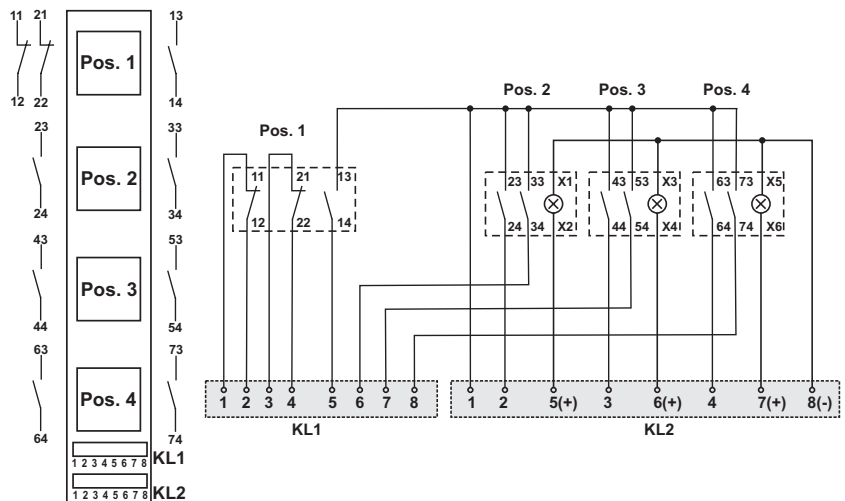 11 21 13
Pos. 1
12 22 14
23 33
Pos. 2
24 34
43 53
Pos. 3
44 54
63 73
Pos. 4
64 74
KL1
1 2 3 4 5 6 7 8
KL2
1 2 3 4 5 6 7 8
Pos. 2 Pos. 3 Pos. 4
Pos. 1
11 21 13
12 22 14
23 33 X1 43 53 X3 63 73 X5
24 34 X2 44 54 X4 64 74 X6
1 2 3 4 5 6 7 8
KL1
1 2 5(+) 3 6(+) 4 7(+) 8(-)
KL2